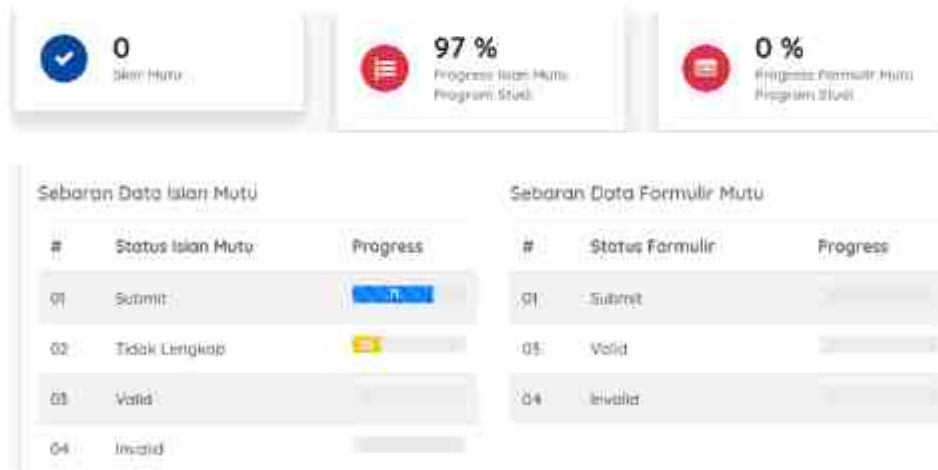 0
Skor Mutu
97 %
Progress Isian Mutu
Program Studi
0 %
Progress Formulir Mutu
Program Studi
Sebaran Data Isian Mutu
# Status Isian Mutu Progress
01 Submit 71
02 Tidak Lengkap
03 Valid
04 Invalid
Sebaran Data Formulir Mutu
# Status Formulir Progress
01 Submit
03 Valid
04 Invalid